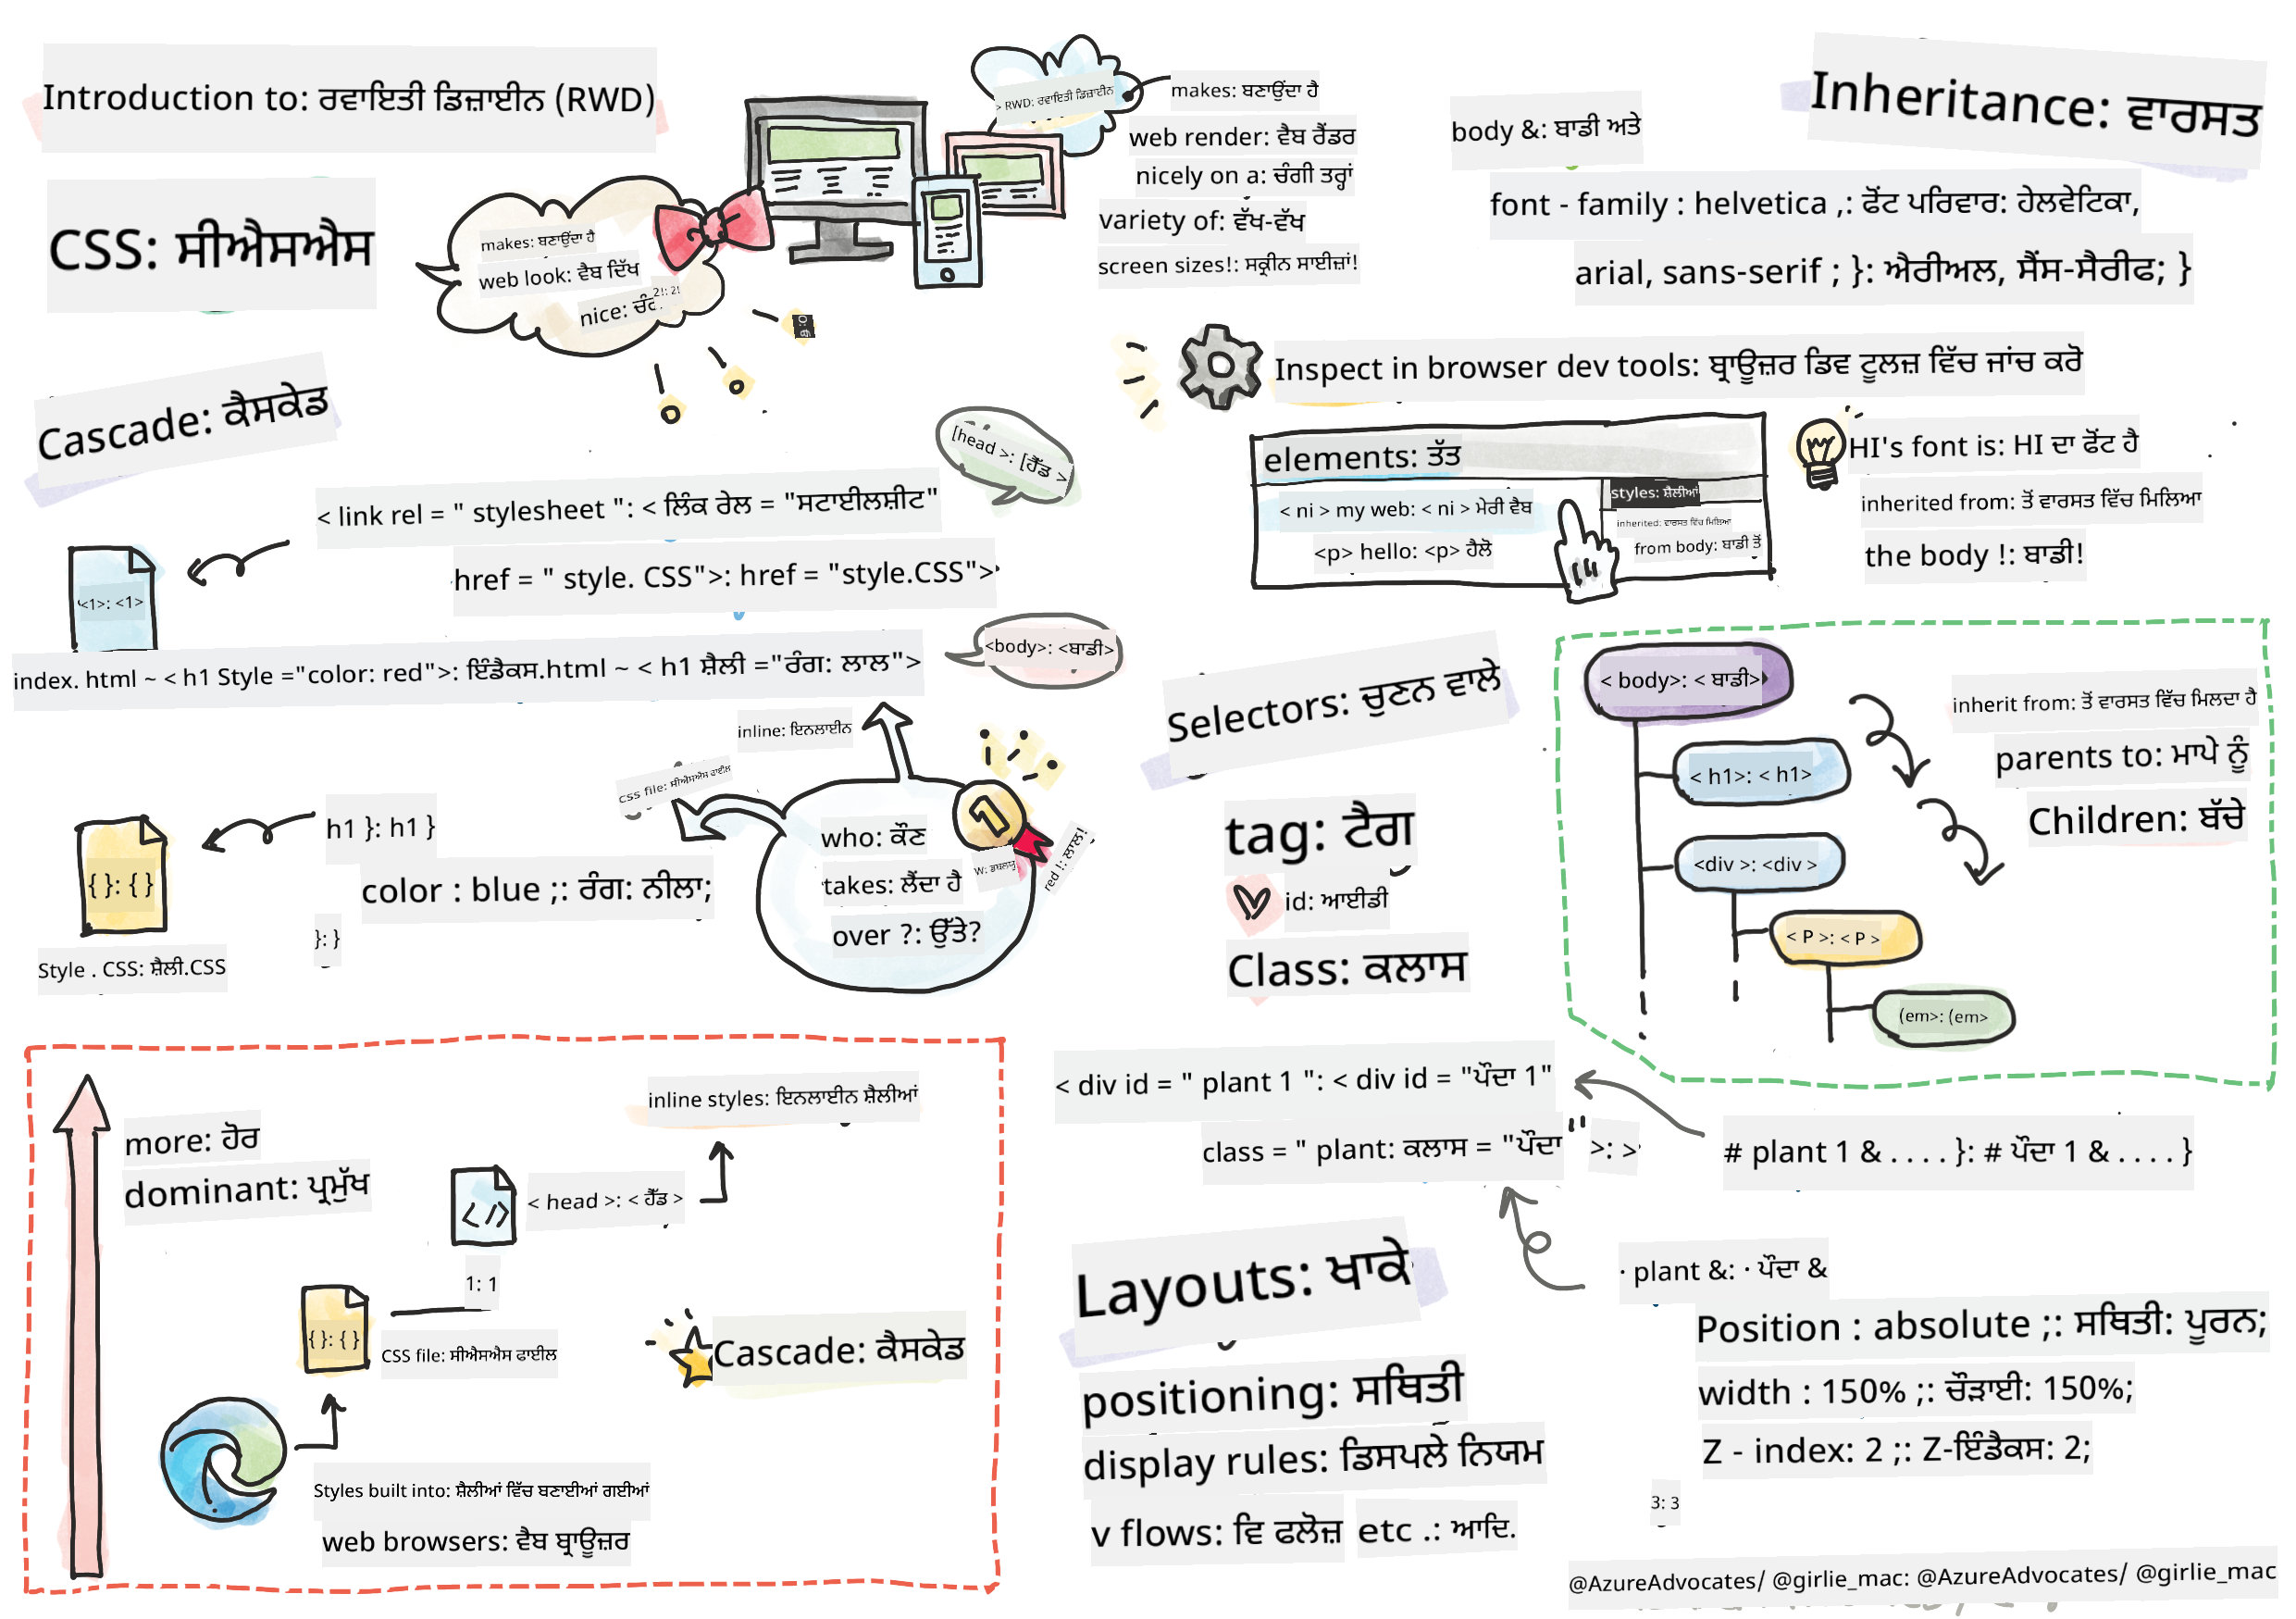 Introduction to: ਰਵਾਇਤੀ ਡਿਜ਼ਾਈਨ (RWD)
CSS: ਸੀਐਸਐਸ
makes: ਬਣਾਉਂਦਾ ਹੈ
web look: ਵੈਬ ਦਿੱਖ
nice:
2!: 2!
> RWD: ਰਵਾਇਤੀ ਡਿਜ਼ਾਈਨ
makes: ਬਣਾਉਂਦਾ ਹੈ
web render: ਵੈਬ ਰੈਂਡਰ
nicely on a: ਚੰਗੀ ਤਰ੍ਹਾਂ
variety of: ਵੱਖ-ਵੱਖ
screen sizes!: ਸਕ੍ਰੀਨ ਸਾਈਜ਼ਾਂ!
Cascade: ਕੈਸਕੇਡ
[head >: [ਹੈੱਡ >
< link rel = " stylesheet ": < ਲਿੰਕ ਰੇਲ = "ਸਟਾਈਲਸ਼ੀਟ"
href = " style. CSS">: href = "style.CSS">
<1>: <1>
index. html ~ < h1 Style ="color: red">: ਇੰਡੈਕਸ.html ~ < h1 ਸ਼ੈਲੀ ="ਰੰਗ: ਲਾਲ">
<body>: <ਬਾਡੀ>
inline: ਇਨਲਾਈਨ
css file: ਸੀਐਸਐਸ ਫਾਈਲ
h1 }: h1 }
{ }: { }
color : blue ;: ਰੰਗ: ਨੀਲਾ;
}: }
Style . CSS: ਸ਼ੈਲੀ.CSS
who: ਕੌਣ
takes: ਲੈਂਦਾ ਹੈ
over ?: ਉੱਤੇ?
1
red !: ਲਾਲ!
more: ਹੋਰ
dominant: ਪ੍ਰਮੁੱਖ
inline styles: ਇਨਲਾਈਨ ਸ਼ੈਲੀਆਂ
</>
< head >: < ਹੈੱਡ >
1: 1
{ }: { }
CSS file: ਸੀਐਸਐਸ ਫਾਈਲ
Cascade: ਕੈਸਕੇਡ
Styles built into: ਸ਼ੈਲੀਆਂ ਵਿੱਚ ਬਣਾਈਆਂ ਗਈਆਂ
web browsers: ਵੈਬ ਬ੍ਰਾਊਜ਼ਰ
Inheritance: ਵਾਰਸਤ
body &: ਬਾਡੀ ਅਤੇ
font - family : helvetica ,: ਫੋਂਟ ਪਰਿਵਾਰ: ਹੇਲਵੇਟਿਕਾ,
arial, sans-serif ; }: ਐਰੀਅਲ, ਸੈਂਸ-ਸੈਰੀਫ; }
Inspect in browser dev tools: ਬ੍ਰਾਊਜ਼ਰ ਡਿਵ ਟੂਲਜ਼ ਵਿੱਚ ਜਾਂਚ ਕਰੋ
elements: ਤੱਤ
< ni > my web: < ni > ਮੇਰੀ ਵੈਬ
<p> hello: <p> ਹੈਲੋ
styles: ਸ਼ੈਲੀਆਂ
inherited: ਵਾਰਸਤ ਵਿੱਚ ਮਿਲਿਆ
from body: ਬਾਡੀ ਤੋਂ
HI's font is: HI ਦਾ ਫੋਂਟ ਹੈ
inherited from: ਤੋਂ ਵਾਰਸਤ ਵਿੱਚ ਮਿਲਿਆ
the body !: ਬਾਡੀ!
Selectors: ਚੁਣਨ ਵਾਲੇ
tag: ਟੈਗ
id: ਆਈਡੀ
Class: ਕਲਾਸ
< body>: < ਬਾਡੀ>
< h1>: < h1>
<div >: <div >
< P >: < P >
(em>: (em>
inherit from: ਤੋਂ ਵਾਰਸਤ ਵਿੱਚ ਮਿਲਦਾ ਹੈ
parents to: ਮਾਪੇ ਨੂੰ
Children: ਬੱਚੇ
< div id = " plant 1 ": < div id = "ਪੌਦਾ 1"
class = " plant: ਕਲਾਸ = "ਪੌਦਾ " >: >
# plant 1 & . . . . }: # ਪੌਦਾ 1 & . . . . }
Layouts: ਖਾਕੇ
positioning: ਸਥਿਤੀ
display rules: ਡਿਸਪਲੇ ਨਿਯਮ
v flows: ਵਿ ਫਲੋਜ਼ etc .: ਆਦਿ.
· plant &: · ਪੌਦਾ &
Position : absolute ;: ਸਥਿਤੀ: ਪੂਰਨ;
width : 150% ;: ਚੌੜਾਈ: 150%;
Z - index: 2 ;: Z-ਇੰਡੈਕਸ: 2;
3: 3
@AzureAdvocates/ @girlie_mac: @AzureAdvocates/ @girlie_mac